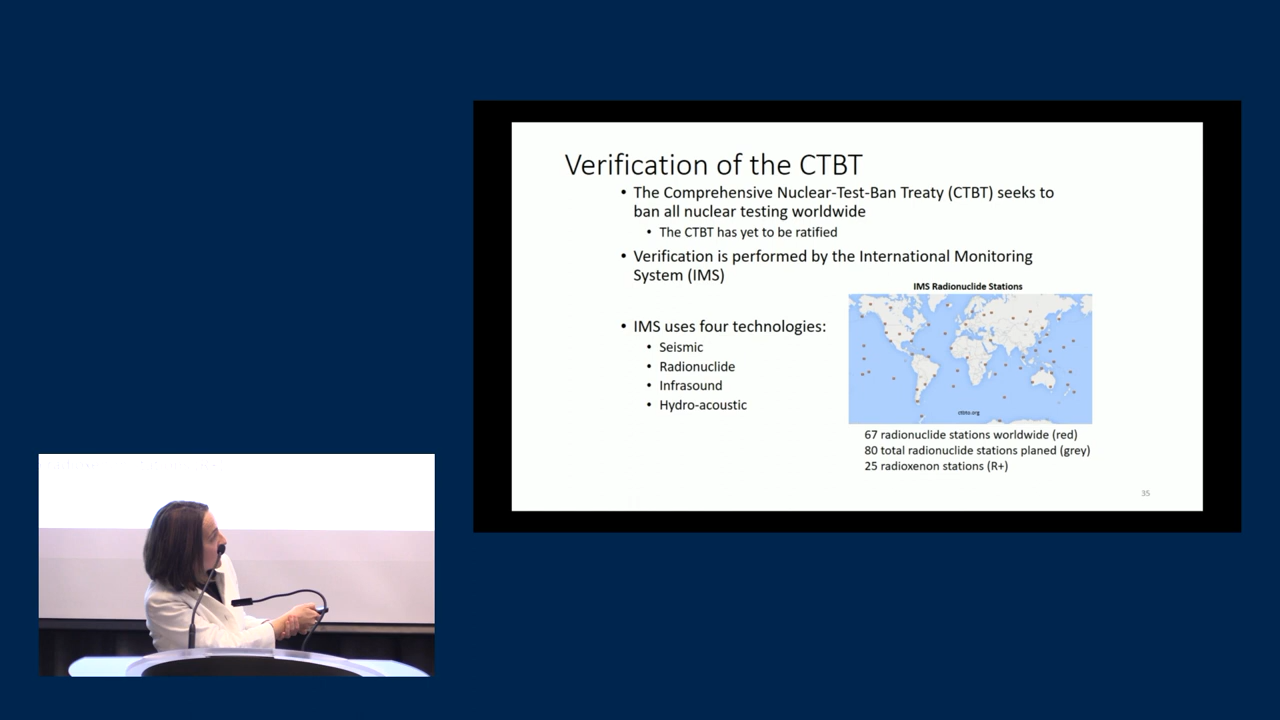 Verification of the CTBT
• The Comprehensive Nuclear-Test-Ban Treaty (CTBT) seeks to
ban all nuclear testing worldwide
• The CTBT has yet to be ratified
• Verification is performed by the International Monitoring
System (IMS)
IMS Radionuclide Stations
• IMS uses four technologies:
• Seismic
• Radionuclide
• Infrasound
• Hydro-acoustic
ctbto.org
67 radionuclide stations worldwide (red)
80 total radionuclide stations planed (grey)
25 radioxenon stations (R+)
35